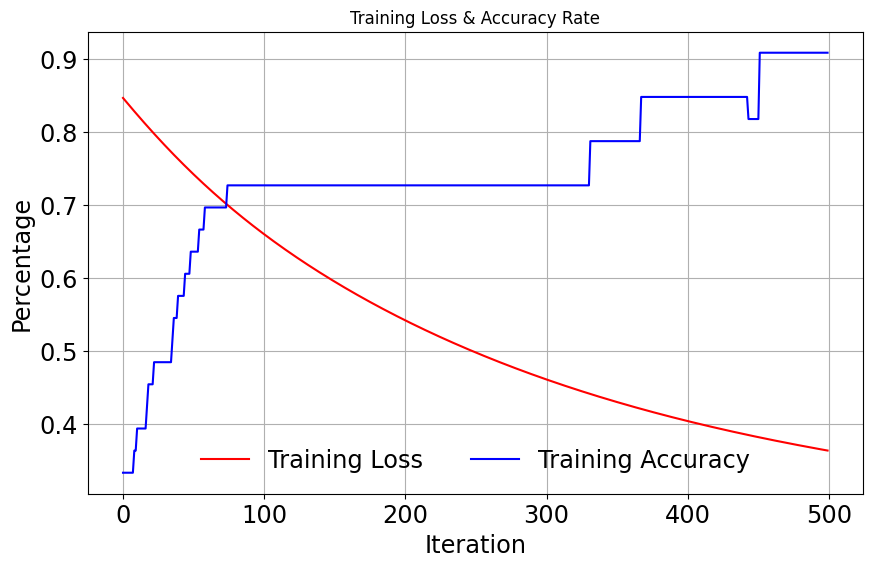 Training Loss & Accuracy Rate
Percentage
0.9
0.8
0.7
0.6
0.5
0.4
Training Loss Training Accuracy
0 100 200 300 400 500
Iteration